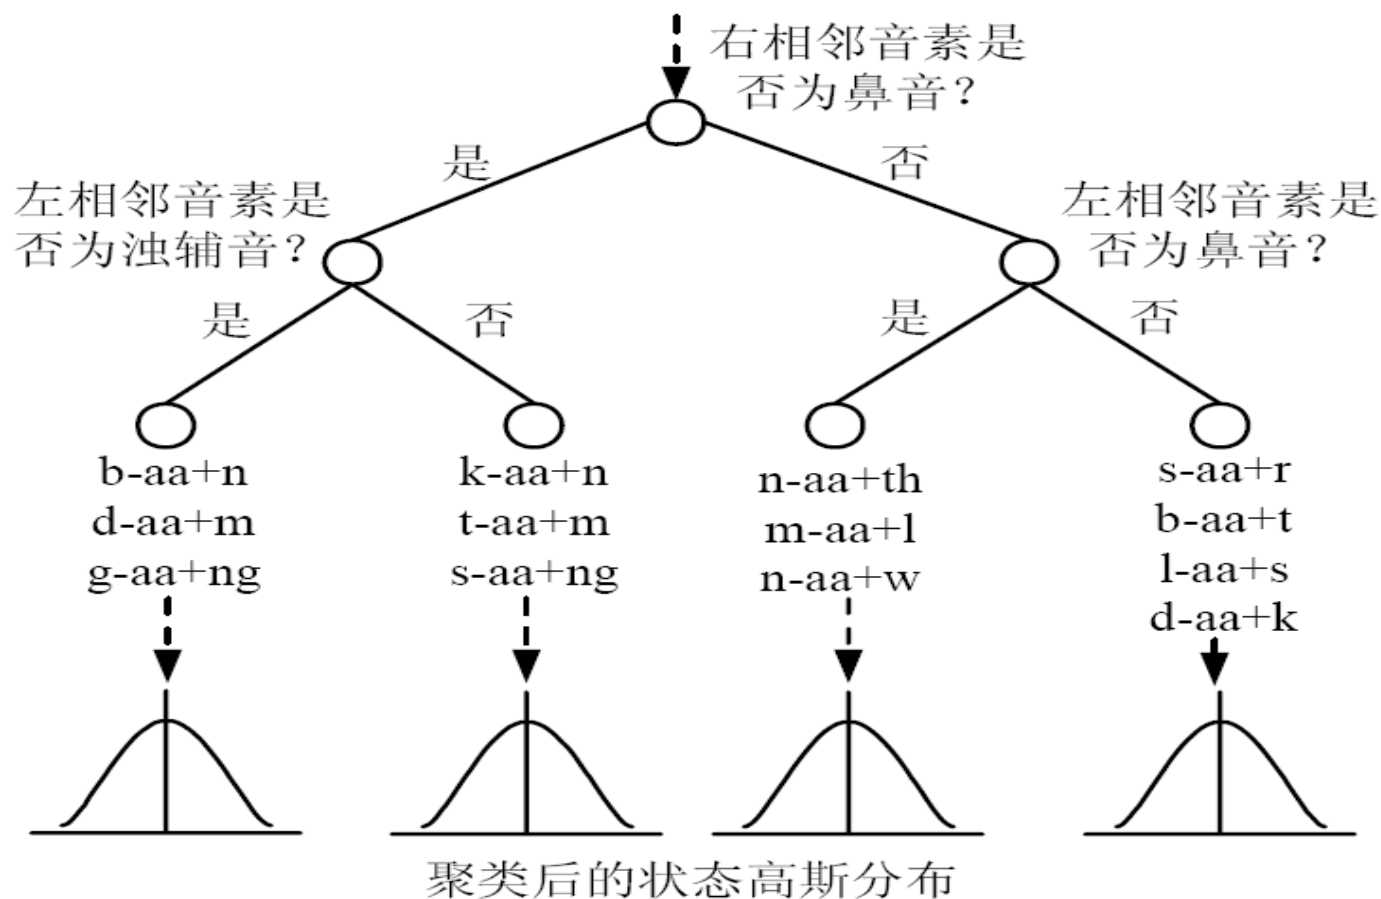 右相邻音素是
否为鼻音?
是
否
左相邻音素是
否为浊辅音?
左相邻音素是
否为鼻音?
是
否
是
否
b-aa+n
d-aa+m
g-aa+ng
k-aa+n
t-aa+m
s-aa+ng
n-aa+th
m-aa+l
n-aa+w
s-aa+r
b-aa+t
l-aa+s
d-aa+k
聚类后的状态高斯分布